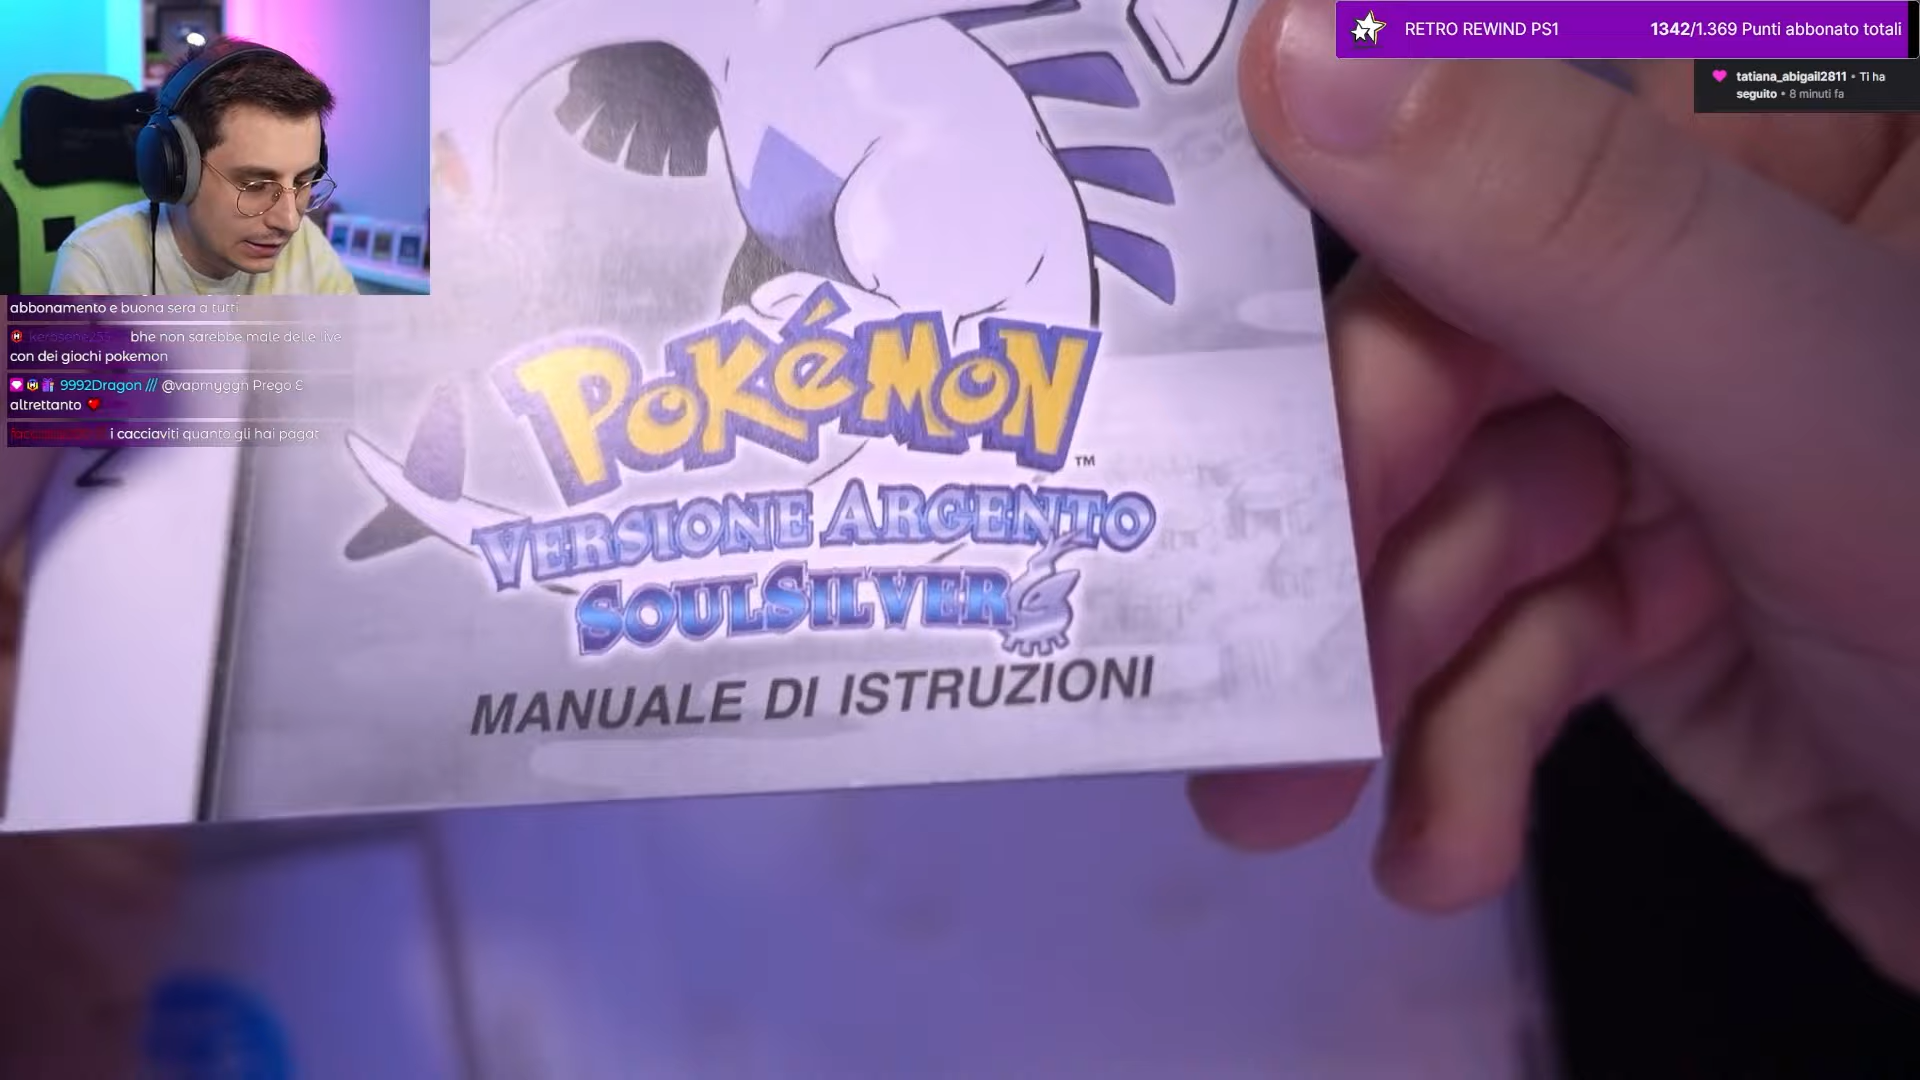 RETRO REWIND PS1
1342/1.369 Punti abbonato totali
tatiana_abigail2811 • Ti ha
seguito • 8 minuti fa
abbonamento e buona sera a tutti
bhe non sarebbe male delle live
con dei giochi pokemon
9992Dragon /// @vapmyggn Prego E
altrettanto
i cacciaviti quanto gli hai pagat
POKéMON
TM
VERSIONE ARGENTO
SOULSILVER
MANUALE DI ISTRUZIONI